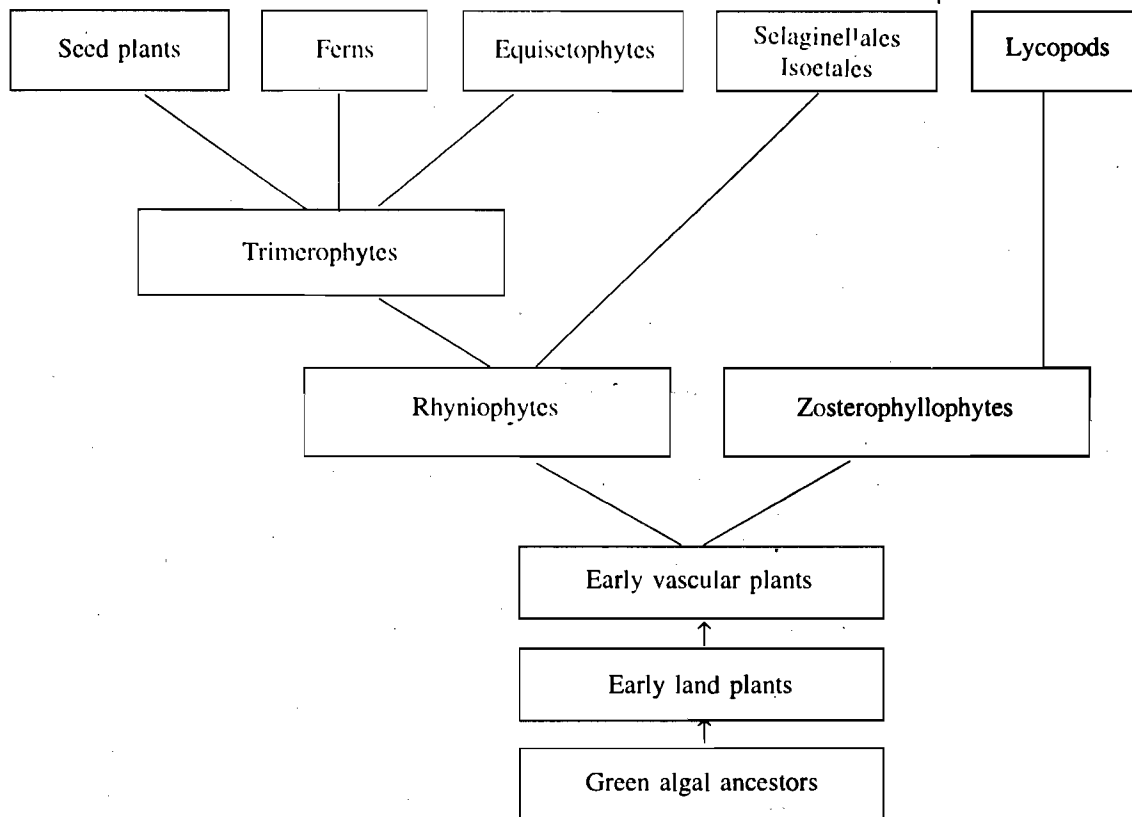 Seed plants
Ferns
Equisetophytes
Selaginellales
Isoetales
Lycopods
Trimerophytes
Rhyniophytes
Zosterophyllophytes
Early vascular plants
Early land plants
Green algal ancestors